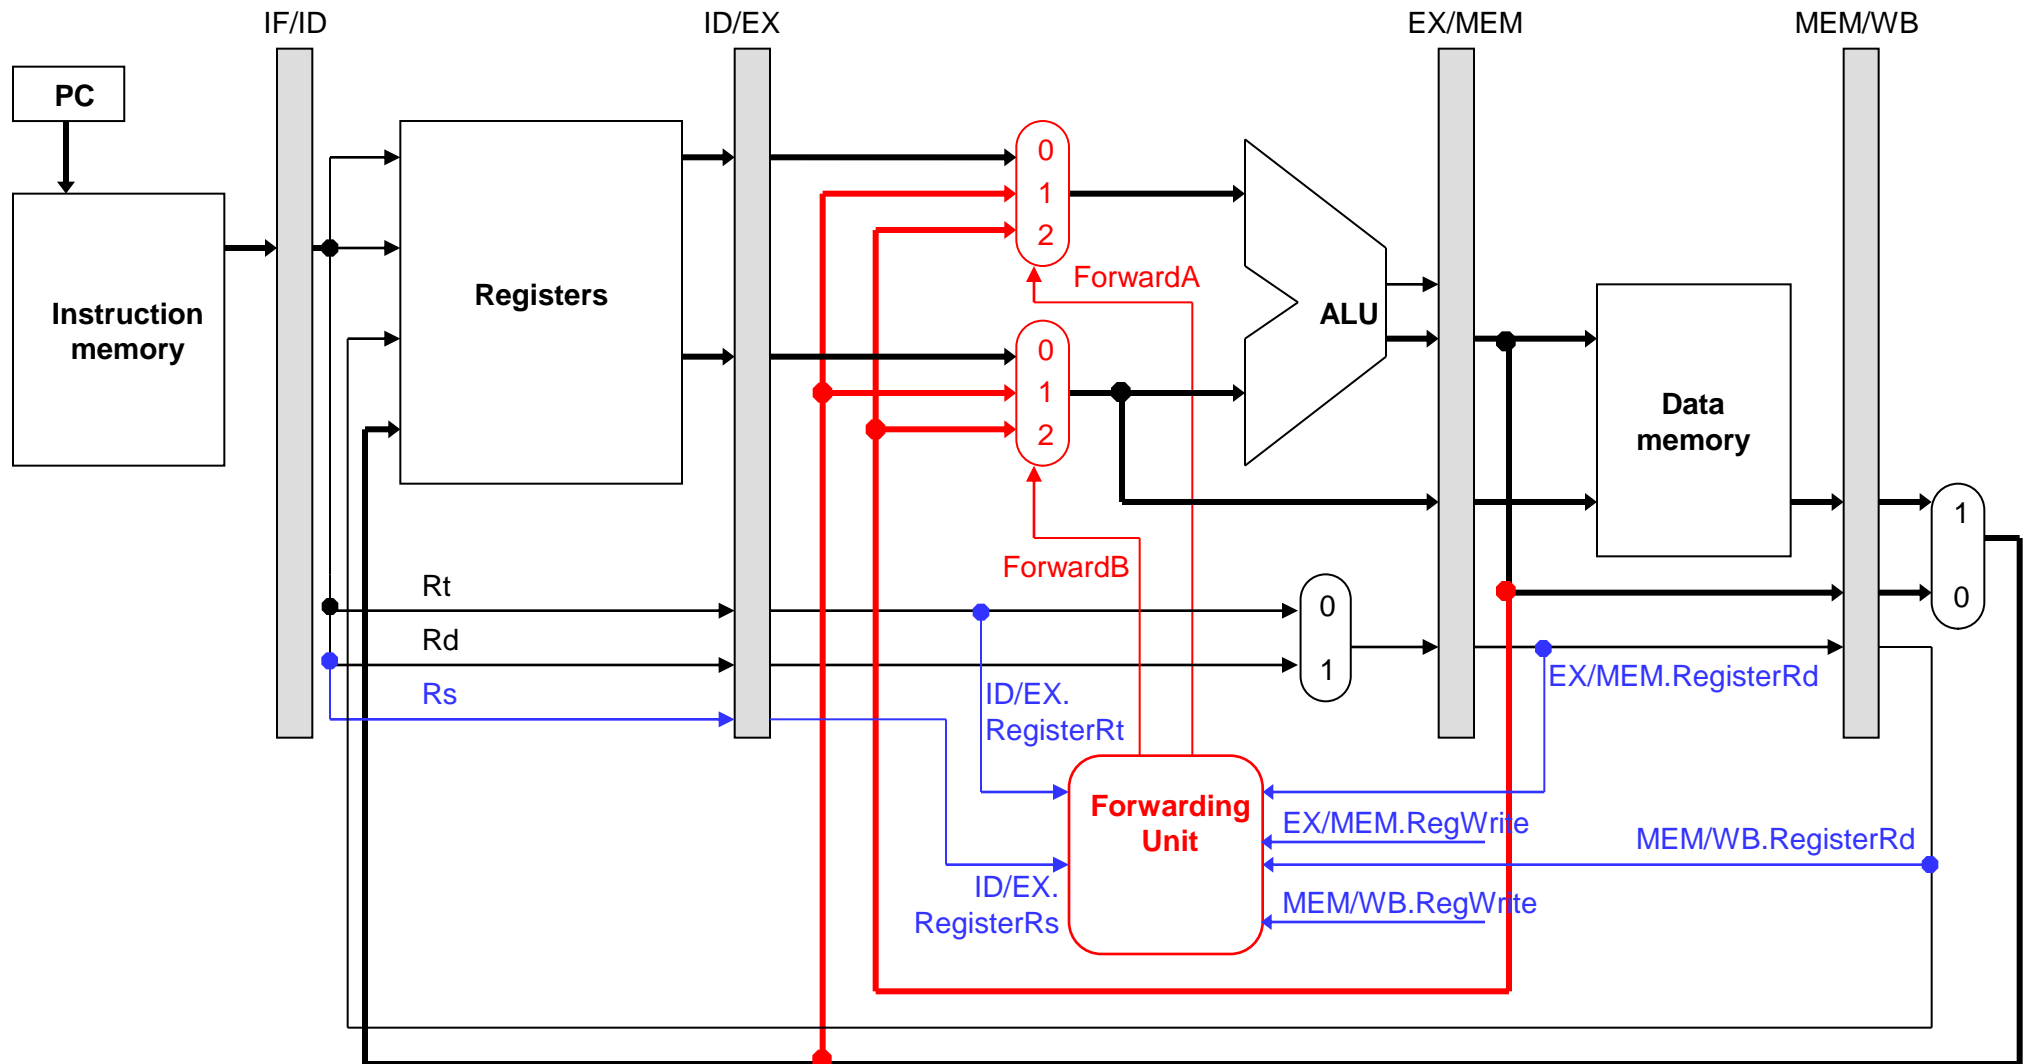 IF/ID
ID/EX
EX/MEM
MEM/WB
PC
0
1
2
ForwardA
Instruction
memory
Registers
ALU
0
1
2
Data
memory
1
0
ForwardB
Rt
0
Rd
1
Rs
ID/EX.
RegisterRt
EX/MEM.RegisterRd
Forwarding
Unit
EX/MEM.RegWrite
MEM/WB.RegisterRd
ID/EX.
RegisterRs
MEM/WB.RegWrite